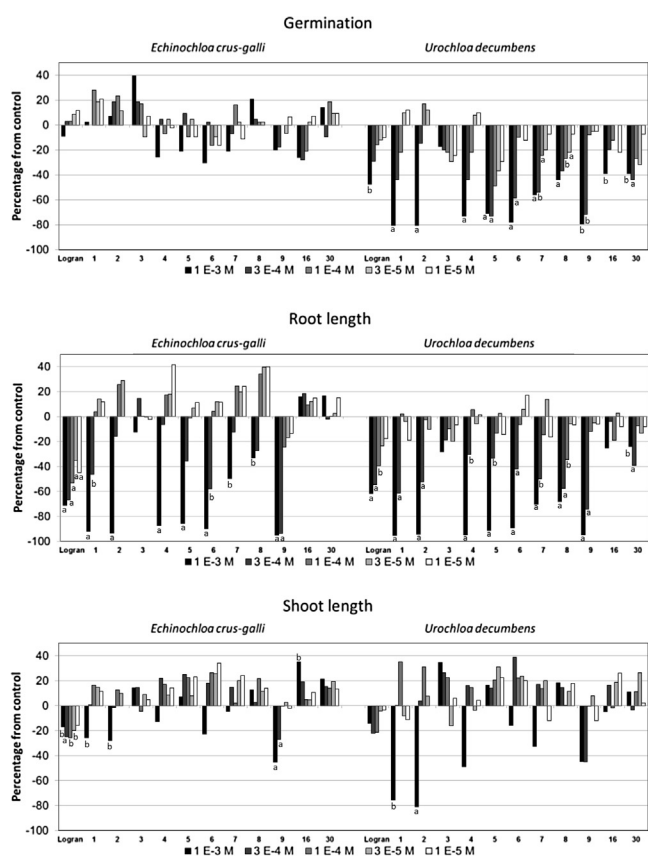 Germination
Echinochloa crus-galli Urochloa decumbens
Percentage from control
40
20
0
-20
-40
-60
-80
-100
b a a a a a a a b b a a b a b b b b a
Logran 1 2 3 4 5 6 7 8 9 16 30 Logran 1 2 3 4 5 6 7 8 9 16 30
1 E-3 M 3 E-4 M 1 E-4 M 3 E-5 M 1 E-5 M
Root length
Echinochloa crus-galli Urochloa decumbens
Percentage from control
40
20
0
-20
-40
-60
-80
-100
Logran 1 2 3 4 5 6 7 8 9 16 30 Logran 1 2 3 4 5 6 7 8 9 16 30
1 E-3 M 3 E-4 M 1 E-4 M 3 E-5 M 1 E-5 M
Shoot length
Echinochloa crus-galli Urochloa decumbens
Percentage from control
40
20
0
-20
-40
-60
-80
-100
Logran 1 2 3 4 5 6 7 8 9 16 30 Logran 1 2 3 4 5 6 7 8 9 16 30
1 E-3 M 3 E-4 M 1 E-4 M 3 E-5 M 1 E-5 M